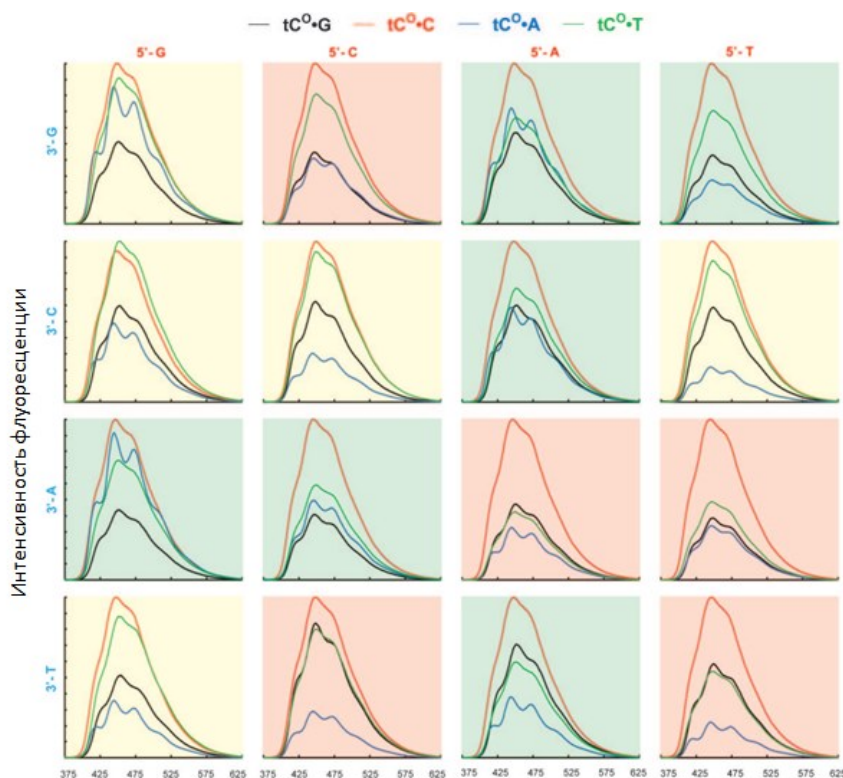 tCᴼ•G tCᴼ•C tCᴼ•A tCᴼ•T
5'-G 5'-C 5'-A 5'-T
3'-G
3'-C
3'-A
3'-T
Интенсивность флуоресценции
375 425 475 525 575 625 375 425 475 525 575 625 375 425 475 525 575 625 375 425 475 525 575 625